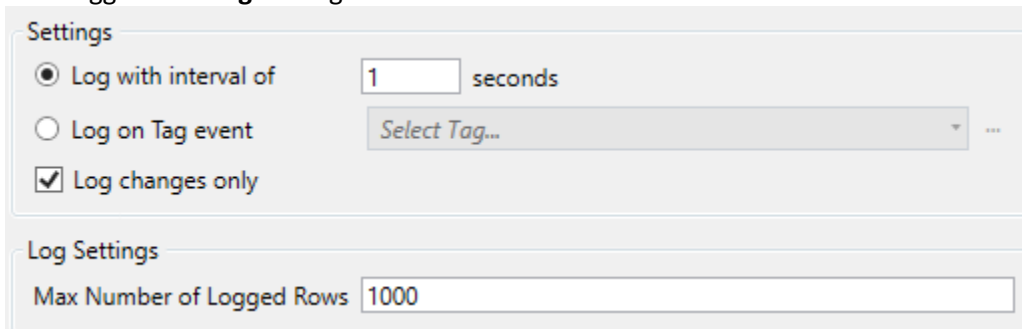 Settings
Log with interval of 1 seconds
Log on Tag event Select Tag... ...
Log changes only
Log Settings
Max Number of Logged Rows 1000